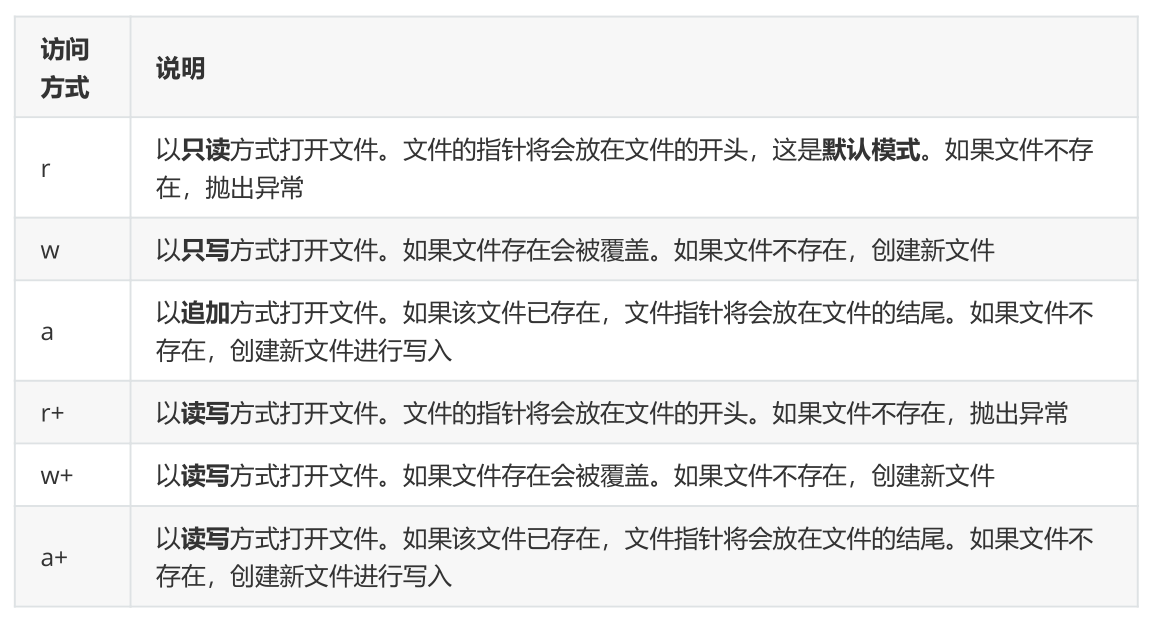 访问
方式
说明
r
以只读方式打开文件。文件的指针将会放在文件的开头，这是默认模式。如果文件不存
在，抛出异常
w
以只写方式打开文件。如果文件存在会被覆盖。如果文件不存在，创建新文件
a
以追加方式打开文件。如果该文件已存在，文件指针将会放在文件的结尾。如果文件不
存在，创建新文件进行写入
r+
以读写方式打开文件。文件的指针将会放在文件的开头。如果文件不存在，抛出异常
w+
以读写方式打开文件。如果文件存在会被覆盖。如果文件不存在，创建新文件
a+
以读写方式打开文件。如果该文件已存在，文件指针将会放在文件的结尾。如果文件不
存在，创建新文件进行写入